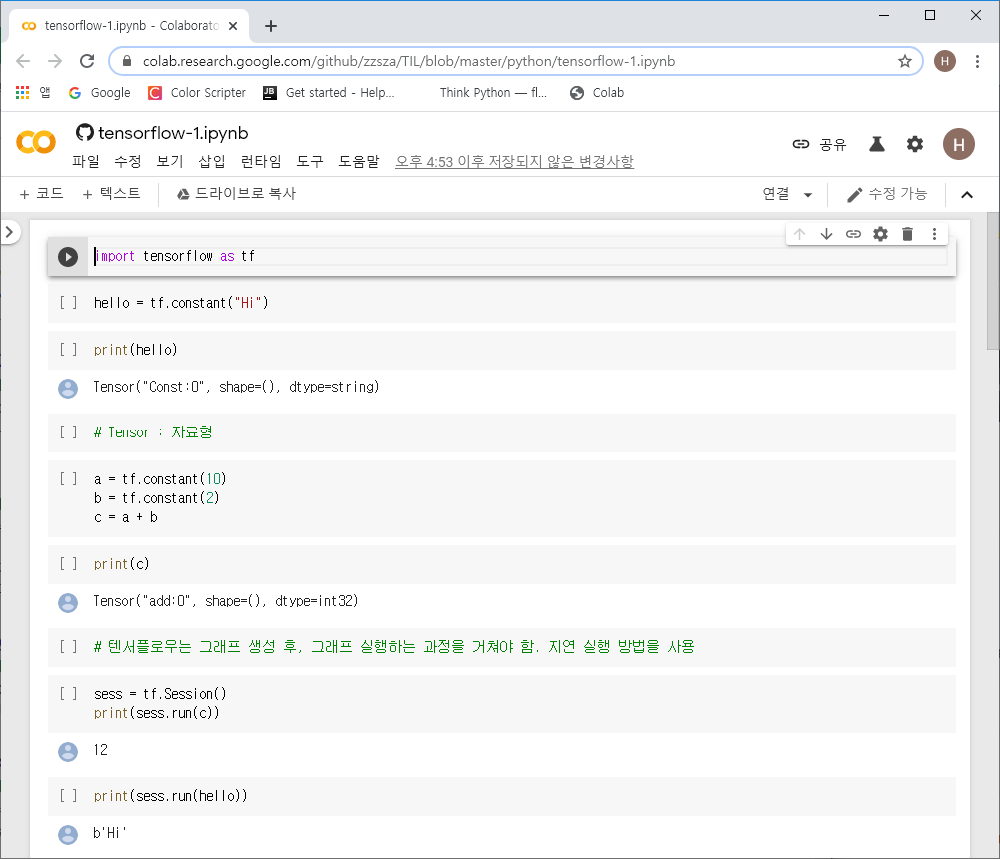 tensorflow-1.ipynb - Colaborato
colab.research.google.com/github/zzsza/TIL/blob/master/python/tensorflow-1.ipynb
H
앱 Google Color Scripter Get started - Help... Think Python — fl... Colab
tensorflow-1.ipynb
파일 수정 보기 삽입 런타임 도구 도움말 오후 4:53 이후 저장되지 않은 변경사항
공유
H
+ 코드 + 텍스트 드라이브로 복사 연결 수정 가능
import tensorflow as tf
[ ] hello = tf.constant("Hi")
[ ] print(hello)
Tensor("Const:0", shape=(), dtype=string)
[ ] # Tensor : 자료형
[ ] a = tf.constant(10)
b = tf.constant(2)
c = a + b
[ ] print(c)
Tensor("add:0", shape=(), dtype=int32)
[ ] # 텐서플로우는 그래프 생성 후, 그래프 실행하는 과정을 거쳐야 함. 지연 실행 방법을 사용
[ ] sess = tf.Session()
print(sess.run(c))
12
[ ] print(sess.run(hello))
b'Hi'